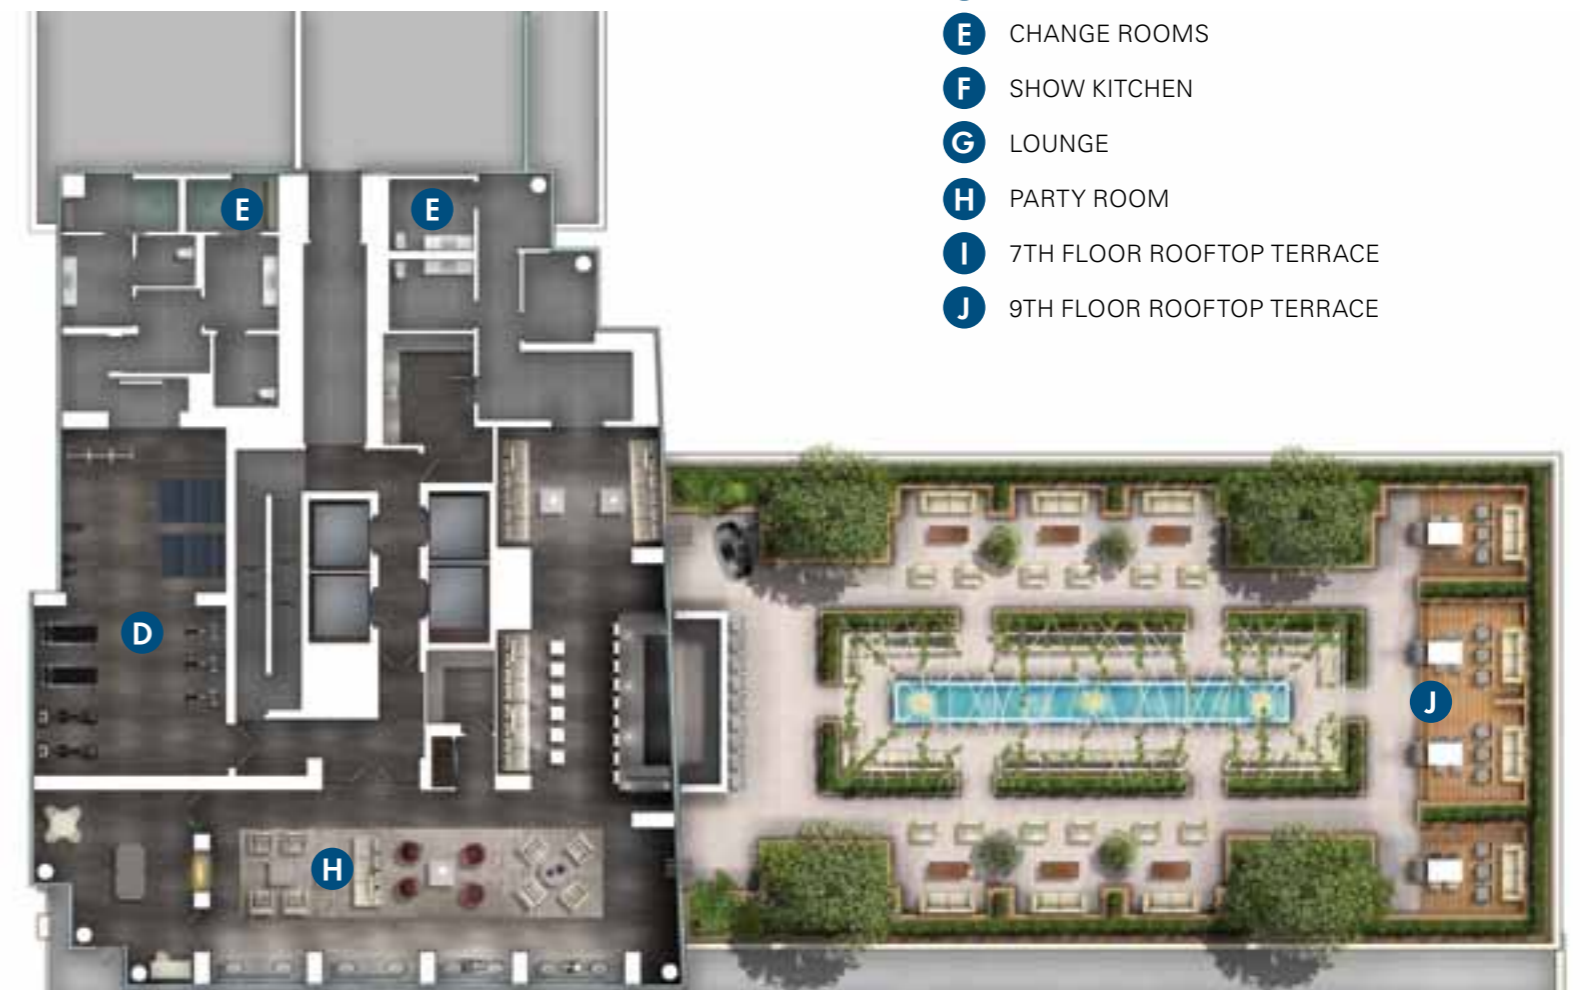 E CHANGE ROOMS
F SHOW KITCHEN
G LOUNGE
H PARTY ROOM
I 7TH FLOOR ROOFTOP TERRACE
J 9TH FLOOR ROOFTOP TERRACE
E E
D
J
H